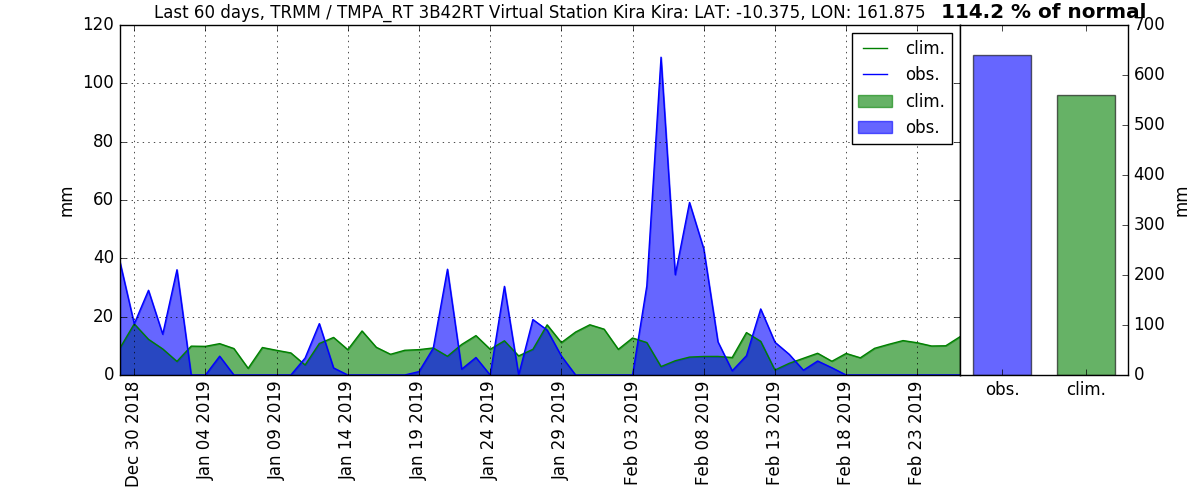 Last 60 days, TRMM / TMPA_RT 3B42RT Virtual Station Kira Kira: LAT: -10.375, LON: 161.875
114.2 % of normal
120
100
80
60
40
20
0
mm
clim.
obs.
clim.
obs.
Dec 30 2018
Jan 04 2019
Jan 09 2019
Jan 14 2019
Jan 19 2019
Jan 24 2019
Jan 29 2019
Feb 03 2019
Feb 08 2019
Feb 13 2019
Feb 18 2019
Feb 23 2019
700
600
500
400
300
200
100
0
mm
obs.
clim.